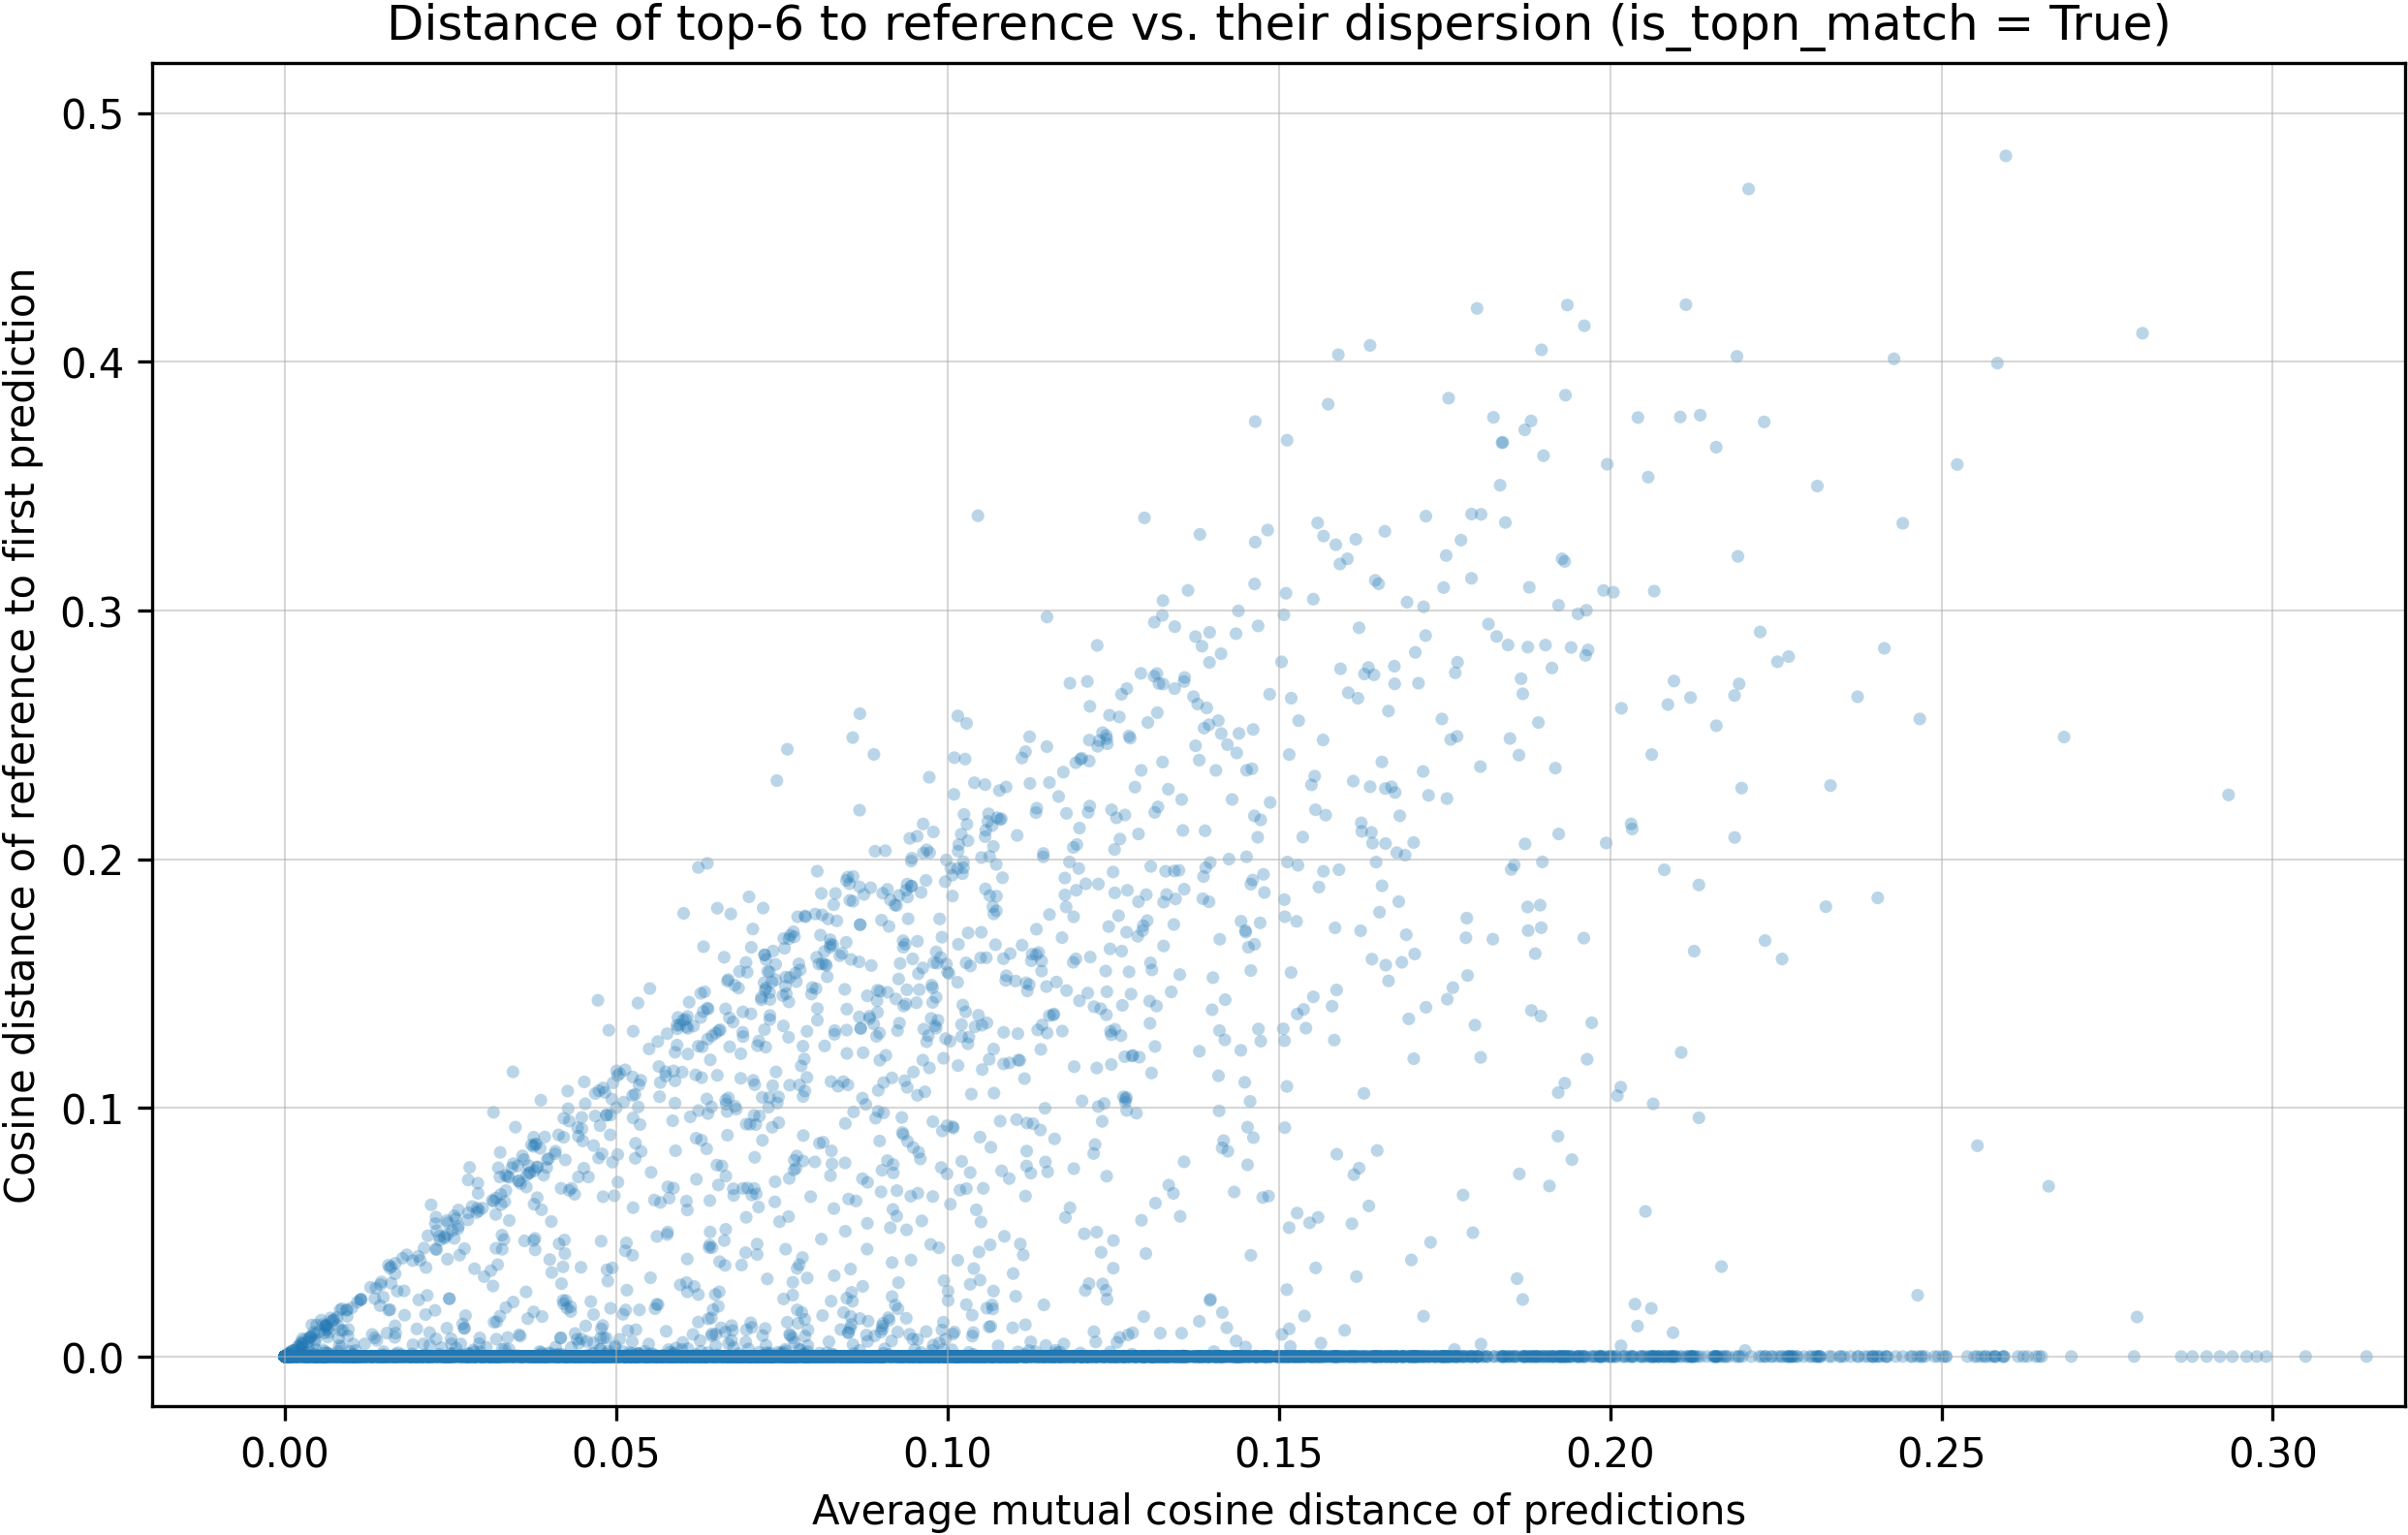 Distance of top-6 to reference vs. their dispersion (is_topn_match = True)
Cosine distance of reference to first prediction
0.5
0.4
0.3
0.2
0.1
0.0
0.00 0.05 0.10 0.15 0.20 0.25 0.30
Average mutual cosine distance of predictions